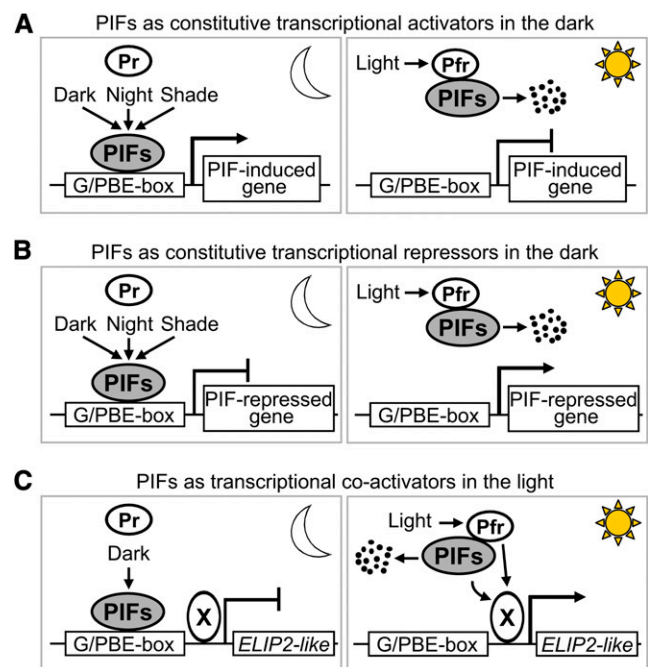 A PIFs as constitutive transcriptional activators in the dark
Pr
Dark Night Shade
PIFs
G/PBE-box
PIF-induced
gene
Light
Pfr
PIFs
G/PBE-box
PIF-induced
gene
B PIFs as constitutive transcriptional repressors in the dark
Pr
Dark Night Shade
PIFs
G/PBE-box
PIF-repressed
gene
Light
Pfr
PIFs
G/PBE-box
PIF-repressed
gene
C PIFs as transcriptional co-activators in the light
Pr
Dark
PIFs
X
G/PBE-box
ELIP2-like
Light
Pfr
PIFs
X
G/PBE-box
ELIP2-like